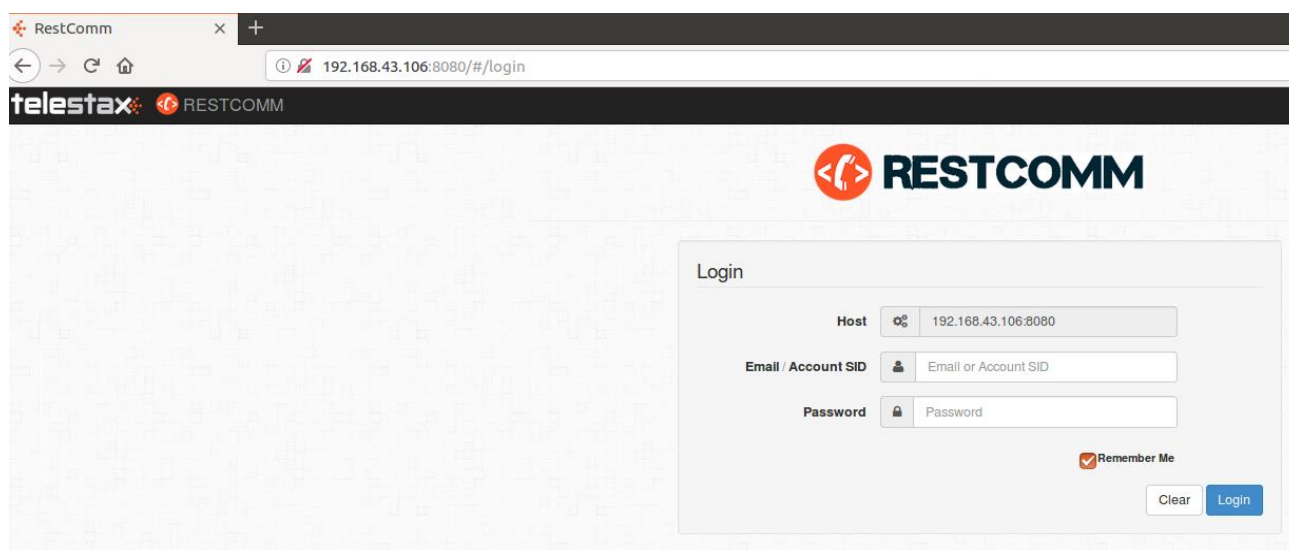 RestComm
192.168.43.106:8080/#/login
telestax RESTCOMM
RESTCOMM
Login
Host 192.168.43.106:8080
Email / Account SID Email or Account SID
Password Password
Remember Me
Clear Login